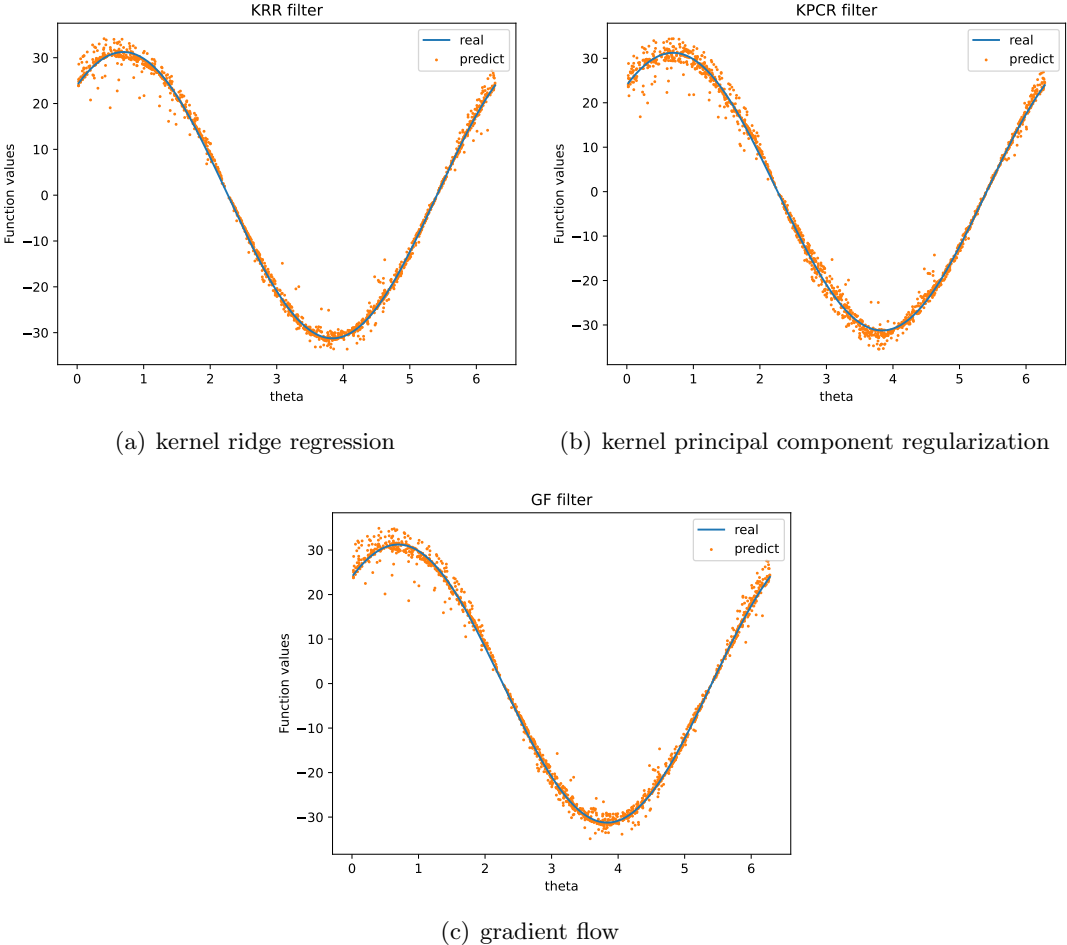 KRR filter
real
predict
30
20
10
0
−10
−20
−30
Function values
0 1 2 3 4 5 6
theta
(a) kernel ridge regression
KPCR filter
real
predict
30
20
10
0
−10
−20
−30
Function values
0 1 2 3 4 5 6
theta
(b) kernel principal component regularization
GF filter
real
predict
30
20
10
0
−10
−20
−30
Function values
0 1 2 3 4 5 6
theta
(c) gradient flow